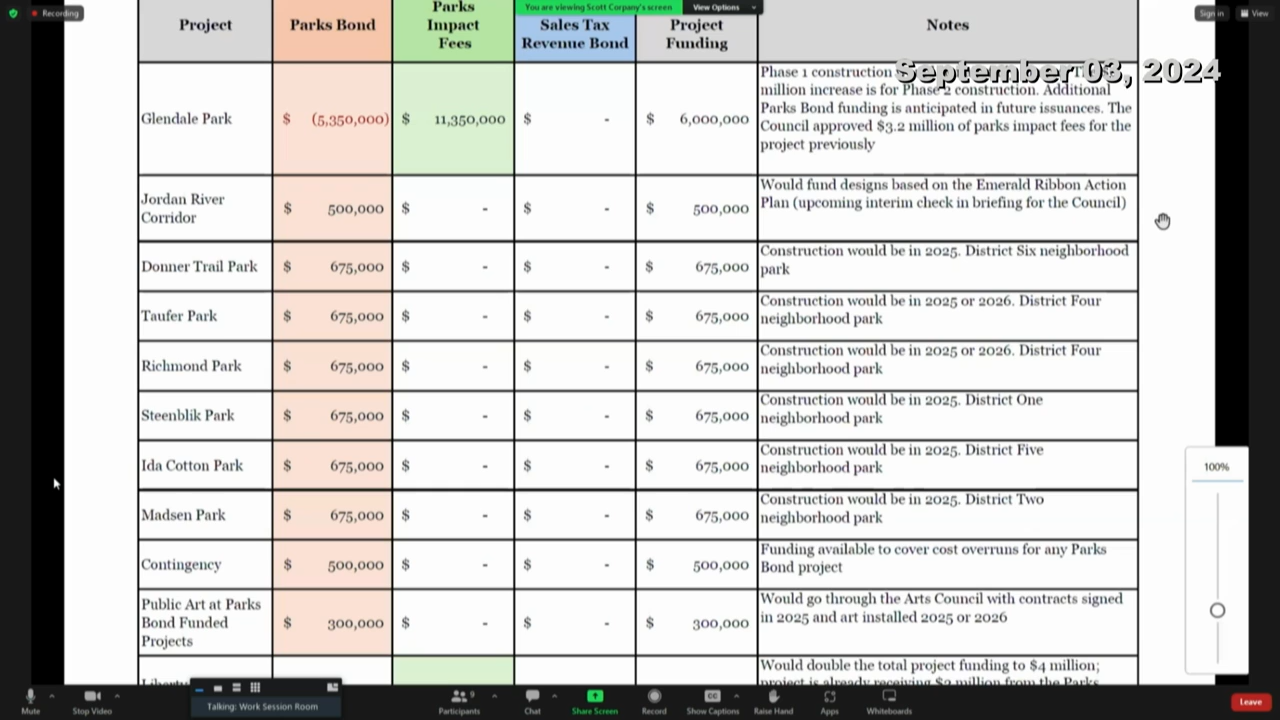 Recording
You are viewing Scott Corpany's screen
View Options
Sign in
View
Project
Parks Bond
Parks
Impact
Fees
Sales Tax
Revenue Bond
Project
Funding
Notes
September 03, 2024
Glendale Park
$ (5,350,000)
$ 11,350,000
$ -
$ 6,000,000
Phase 1 construction
million increase is for Phase 2 construction. Additional
Parks Bond funding is anticipated in future issuances. The
Council approved $3.2 million of parks impact fees for the
project previously
Jordan River
Corridor
$ 500,000
$ -
$ -
$ 500,000
Would fund designs based on the Emerald Ribbon Action
Plan (upcoming interim check in briefing for the Council)
Donner Trail Park
$ 675,000
$ -
$ -
$ 675,000
Construction would be in 2025. District Six neighborhood
park
Taufer Park
$ 675,000
$ -
$ -
$ 675,000
Construction would be in 2025 or 2026. District Four
neighborhood park
Richmond Park
$ 675,000
$ -
$ -
$ 675,000
Construction would be in 2025 or 2026. District Four
neighborhood park
Steenblik Park
$ 675,000
$ -
$ -
$ 675,000
Construction would be in 2025. District One
neighborhood park
Ida Cotton Park
$ 675,000
$ -
$ -
$ 675,000
Construction would be in 2025. District Five
neighborhood park
Madsen Park
$ 675,000
$ -
$ -
$ 675,000
Construction would be in 2025. District Two
neighborhood park
Contingency
$ 500,000
$ -
$ -
$ 500,000
Funding available to cover cost overruns for any Parks
Bond project
Public Art at Parks
Bond Funded
Projects
$ 300,000
$ -
$ -
$ 300,000
Would go through the Arts Council with contracts signed
in 2025 and art installed 2025 or 2026
Would double the total project funding to $4 million;
project is already receiving $2 million from the Parks
100%
Mute
Stop Video
Talking: Work Session Room
Participants
9
Chat
Share Screen
Record
CC
Show Captions
Raise Hand
Apps
Whiteboards
Leave